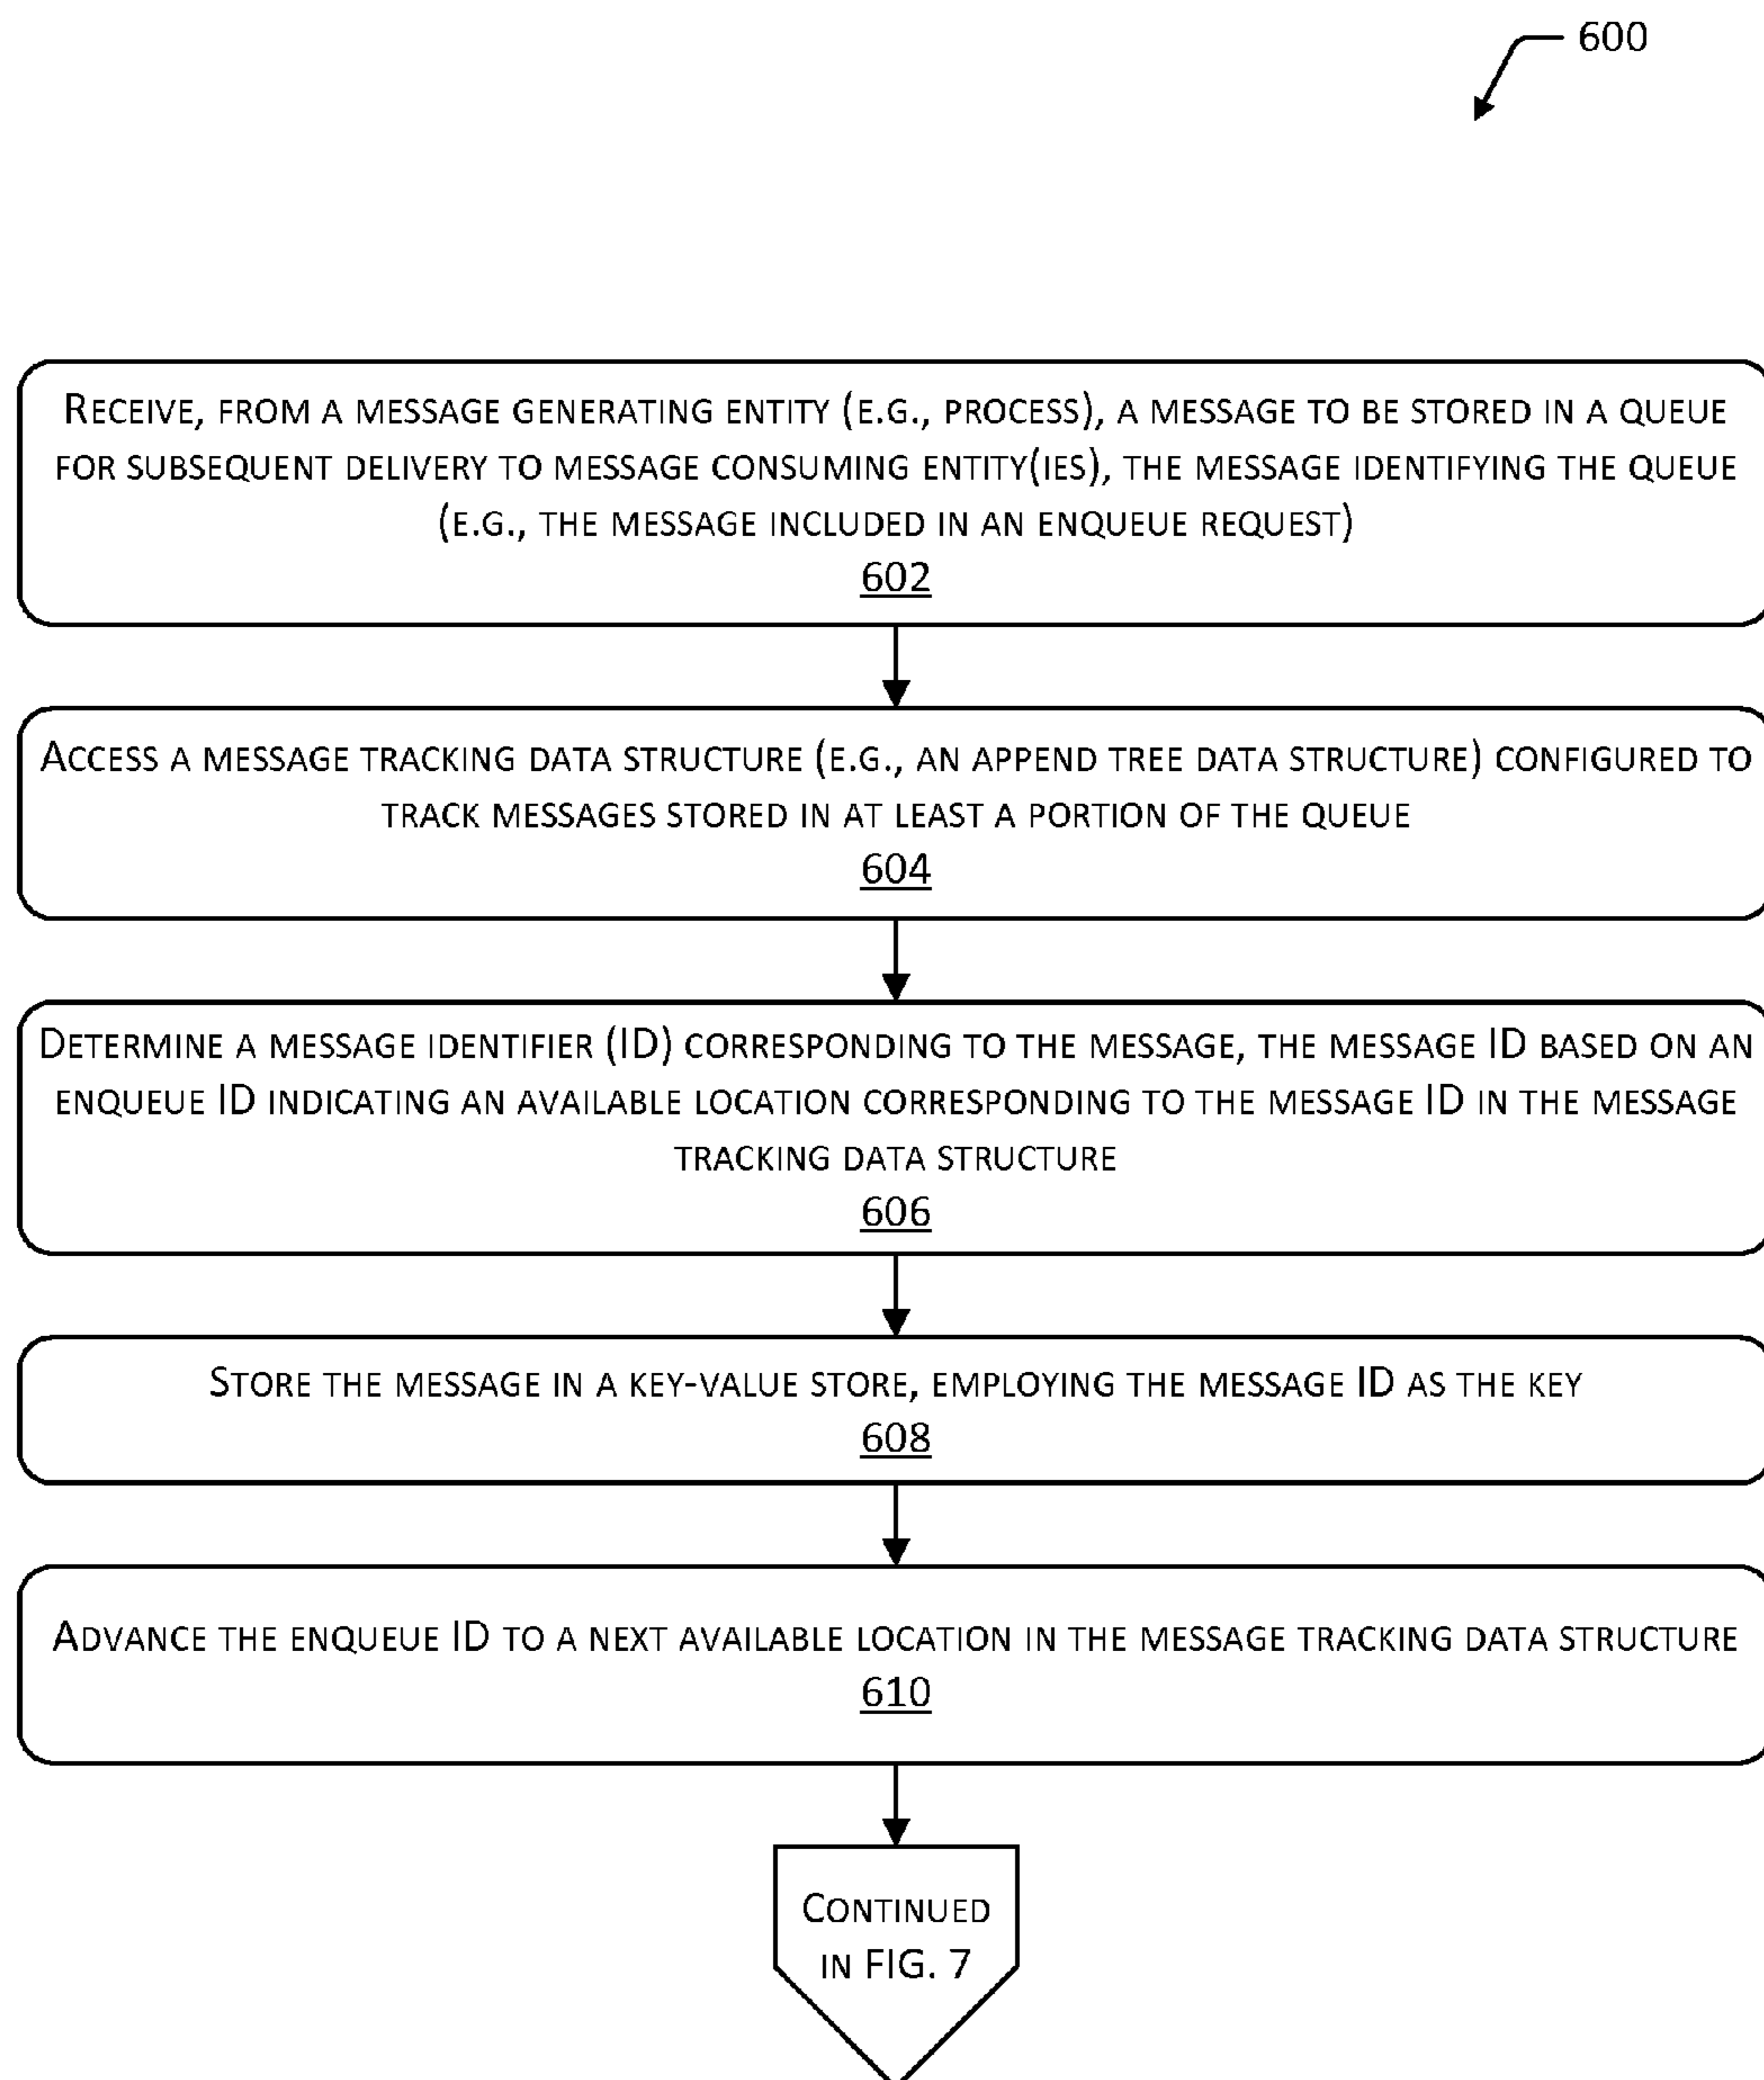 600
RECEIVE, FROM A MESSAGE GENERATING ENTITY (E.G., PROCESS), A MESSAGE TO BE STORED IN A QUEUE
FOR SUBSEQUENT DELIVERY TO MESSAGE CONSUMING ENTITY(IES), THE MESSAGE IDENTIFYING THE QUEUE
(E.G., THE MESSAGE INCLUDED IN AN ENQUEUE REQUEST)
602
ACCESS A MESSAGE TRACKING DATA STRUCTURE (E.G., AN APPEND TREE DATA STRUCTURE) CONFIGURED TO
TRACK MESSAGES STORED IN AT LEAST A PORTION OF THE QUEUE
604
DETERMINE A MESSAGE IDENTIFIER (ID) CORRESPONDING TO THE MESSAGE, THE MESSAGE ID BASED ON AN
ENQUEUE ID INDICATING AN AVAILABLE LOCATION CORRESPONDING TO THE MESSAGE ID IN THE MESSAGE
TRACKING DATA STRUCTURE
606
STORE THE MESSAGE IN A KEY-VALUE STORE, EMPLOYING THE MESSAGE ID AS THE KEY
608
ADVANCE THE ENQUEUE ID TO A NEXT AVAILABLE LOCATION IN THE MESSAGE TRACKING DATA STRUCTURE
610
CONTINUED
IN FIG. 7